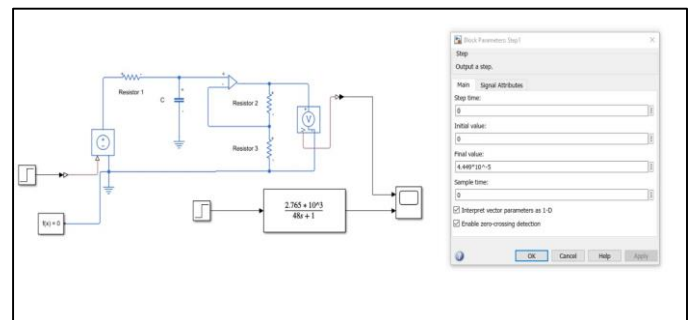 Resistor 1
C
Resistor 2
Resistor 3
V
f(x) = 0
2.765 * 10^3
48s + 1
Block Parameters: Step1
Step
Output a step.
Main Signal Attributes
Step time:
0
Initial value:
0
Final value:
4.449*10^-5
Sample time:
0
Interpret vector parameters as 1-D
Enable zero-crossing detection
OK Cancel Help Apply